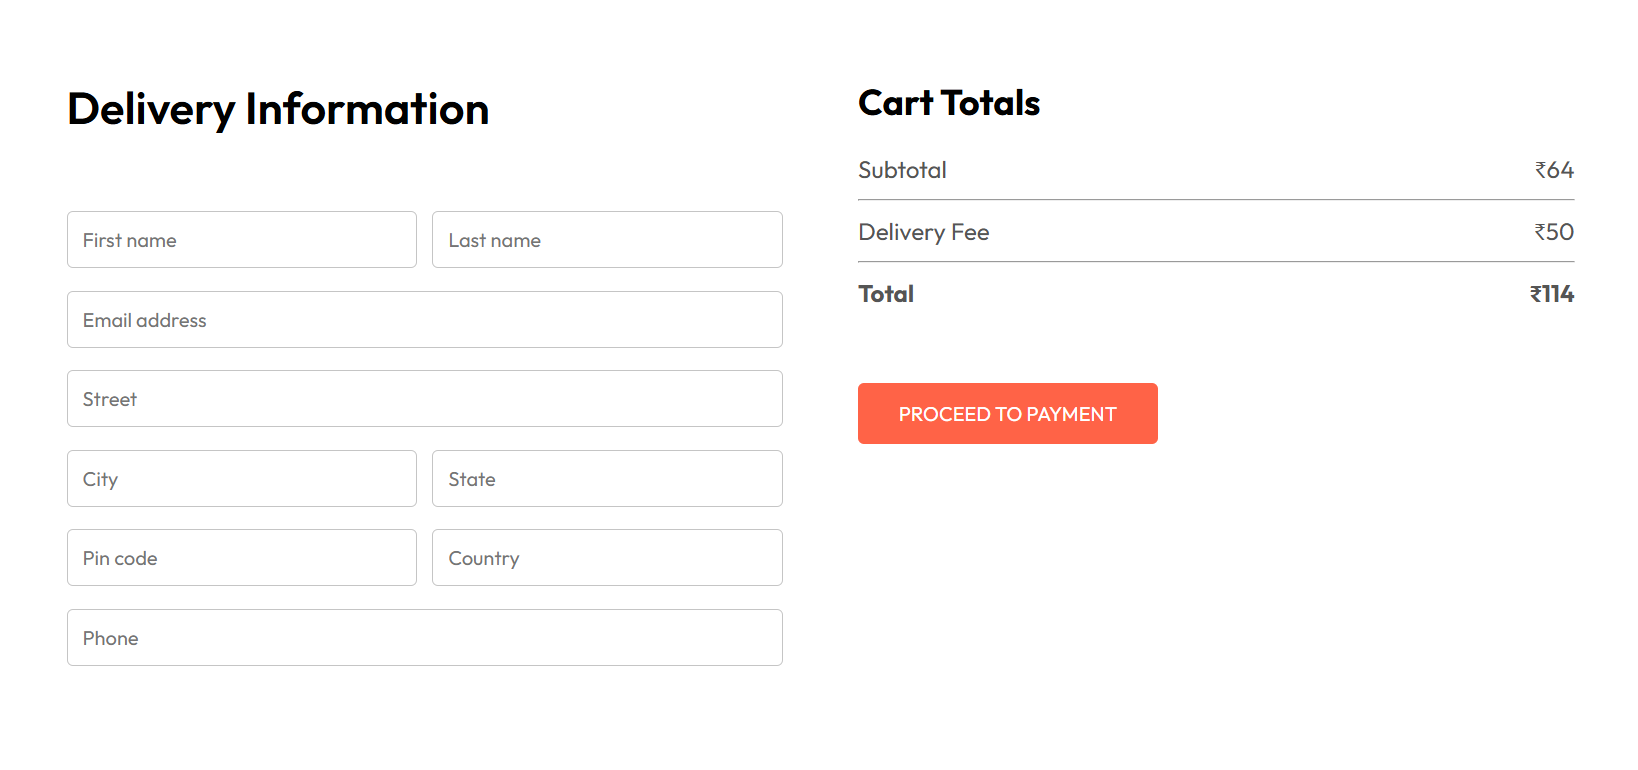 Delivery Information
First name Last name
Email address
Street
City State
Pin code Country
Phone
Cart Totals
Subtotal ₹64
Delivery Fee ₹50
Total ₹114
PROCEED TO PAYMENT